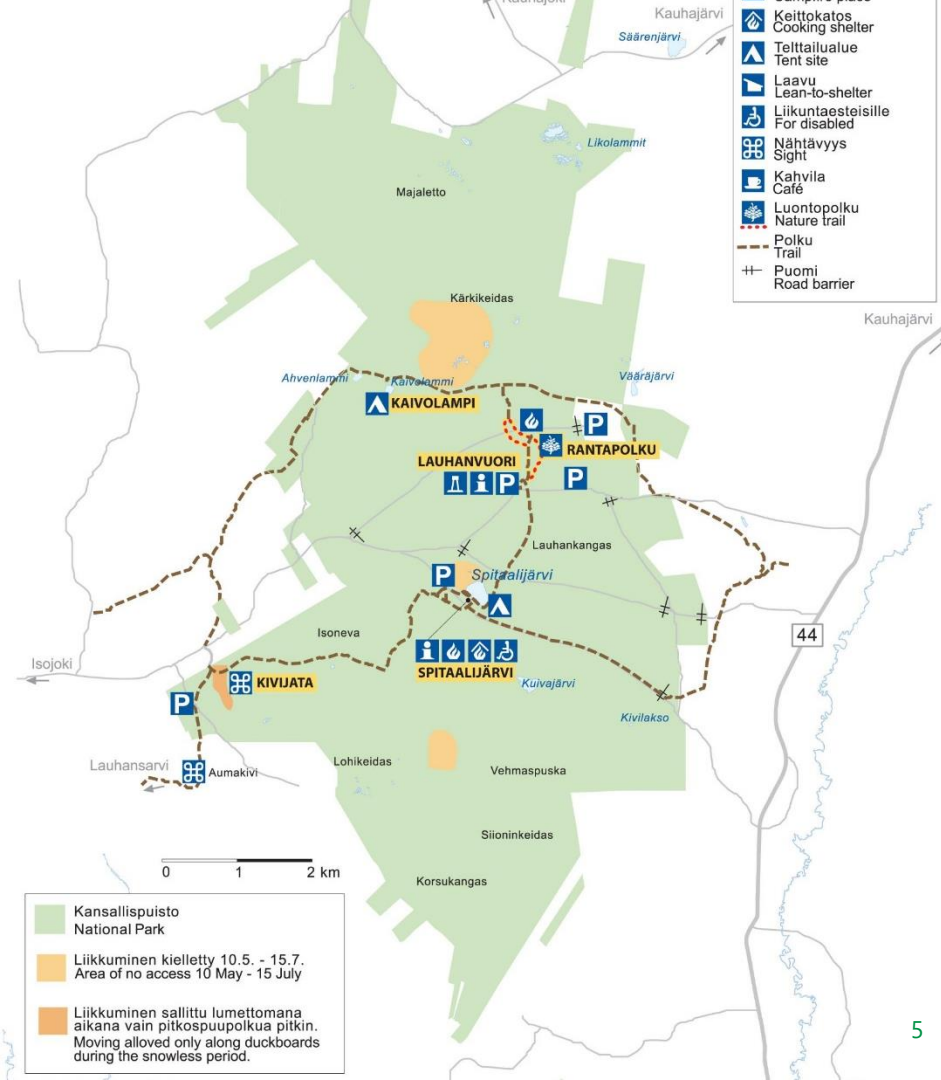 Kauhajoki
Kauhajärvi
Säärenjärvi
Campfire place
Keittokatos
Cooking shelter
Telttailualue
Tent site
Laavu
Lean-to-shelter
Liikuntaesteisille
For disabled
Nähtävyys
Sight
Kahvila
Café
Luontopolku
Nature trail
Polku
Trail
Puomi
Road barrier
Likolammit
Majaletto
Kärkikeidas
Kauhajärvi
Ahvenlammi
Kaivolammi
Vääräjärvi
KAIVOLAMPI
P
RANTAPOLKU
LAUHANVUORI
P
P
Lauhankangas
P
Spitaalijärvi
Isoneva
44
Isojoki
SPITAALIJÄRVI
KIVIJATA
Kuivajärvi
P
Kivilakso
Lauhansarvi
Aumakivi
Lohikeidas
Vehmaspuska
Siioninkeidas
Korsukangas
0 1 2 km
Kansallispuisto
National Park
Liikkuminen kielletty 10.5. - 15.7.
Area of no access 10 May - 15 July
Liikkuminen sallittu lumettomana
aikana vain pitkospuupolkua pitkin.
Moving alloved only along duckboards
during the snowless period.
5